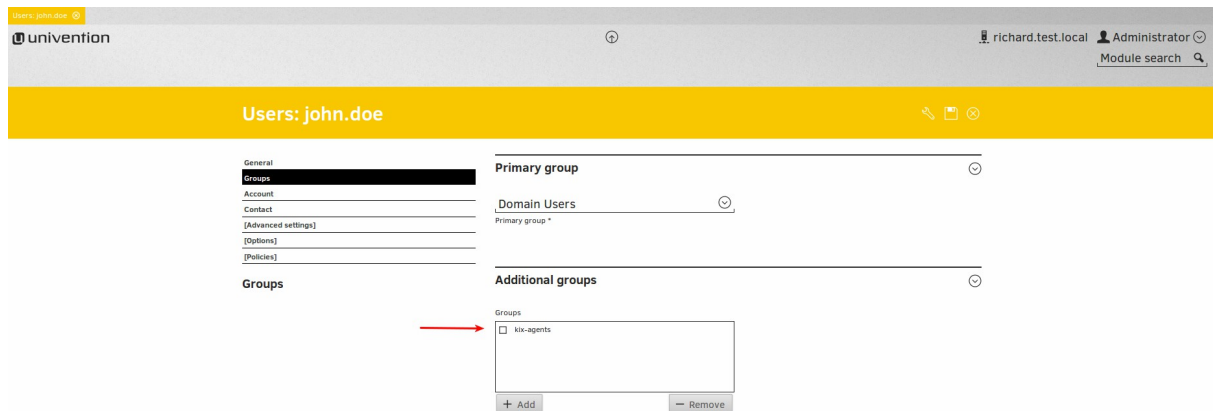 Users: john.doe
univention
richard.test.local Administrator
Module search
Users: john.doe
General
Groups
Account
Contact
[Advanced settings]
[Options]
[Policies]
Groups
Primary group
Domain Users
Primary group *
Additional groups
Groups
kix-agents
+ Add
− Remove